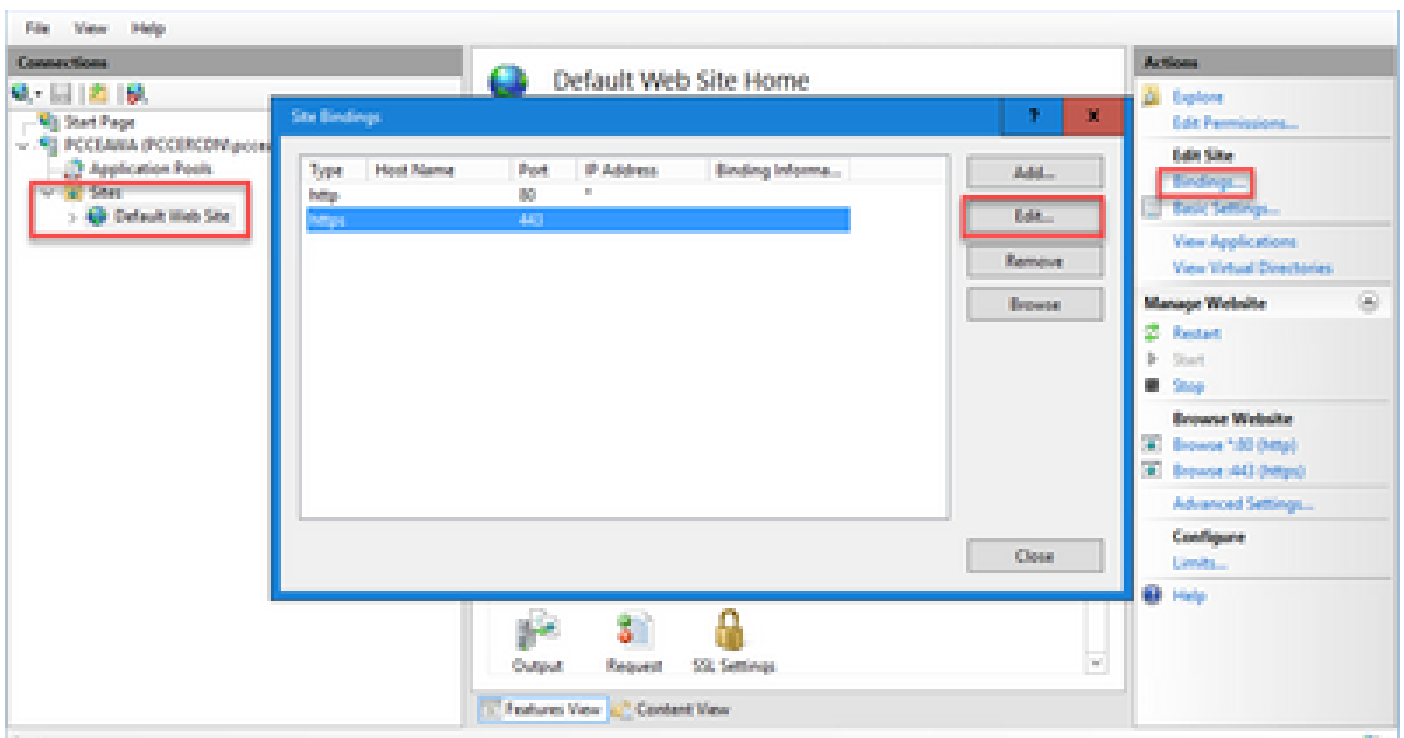 File View Help
Connections
Start Page
Application Pools
Sites
Default Web Site
Default Web Site Home
Site Bindings
? X
Type Host Name Port IP Address Binding Informa...
http 80 *
https 443
Add...
Edit...
Remove
Browse
Close
Output Request SSL Settings
Features View Content View
Actions
Explore
Edit Permissions...
Edit Site
Bindings...
Basic Settings...
View Applications
View Virtual Directories
Manage Website
Restart
Start
Stop
Browse Website
Browse *:80 (http)
Browse :443 (https)
Advanced Settings...
Configure
Limits...
Help